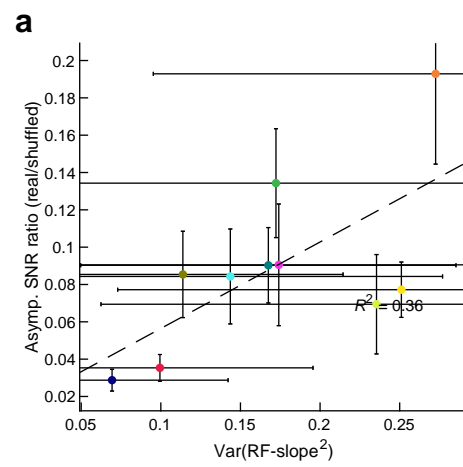 a
Asymp. SNR ratio (real/shuffled)
0.2
0.18
0.16
0.14
0.12
0.1
0.08
0.06
0.04
0.02
R² = 0.36
0.05 0.1 0.15 0.2 0.25
Var(RF-slope²)